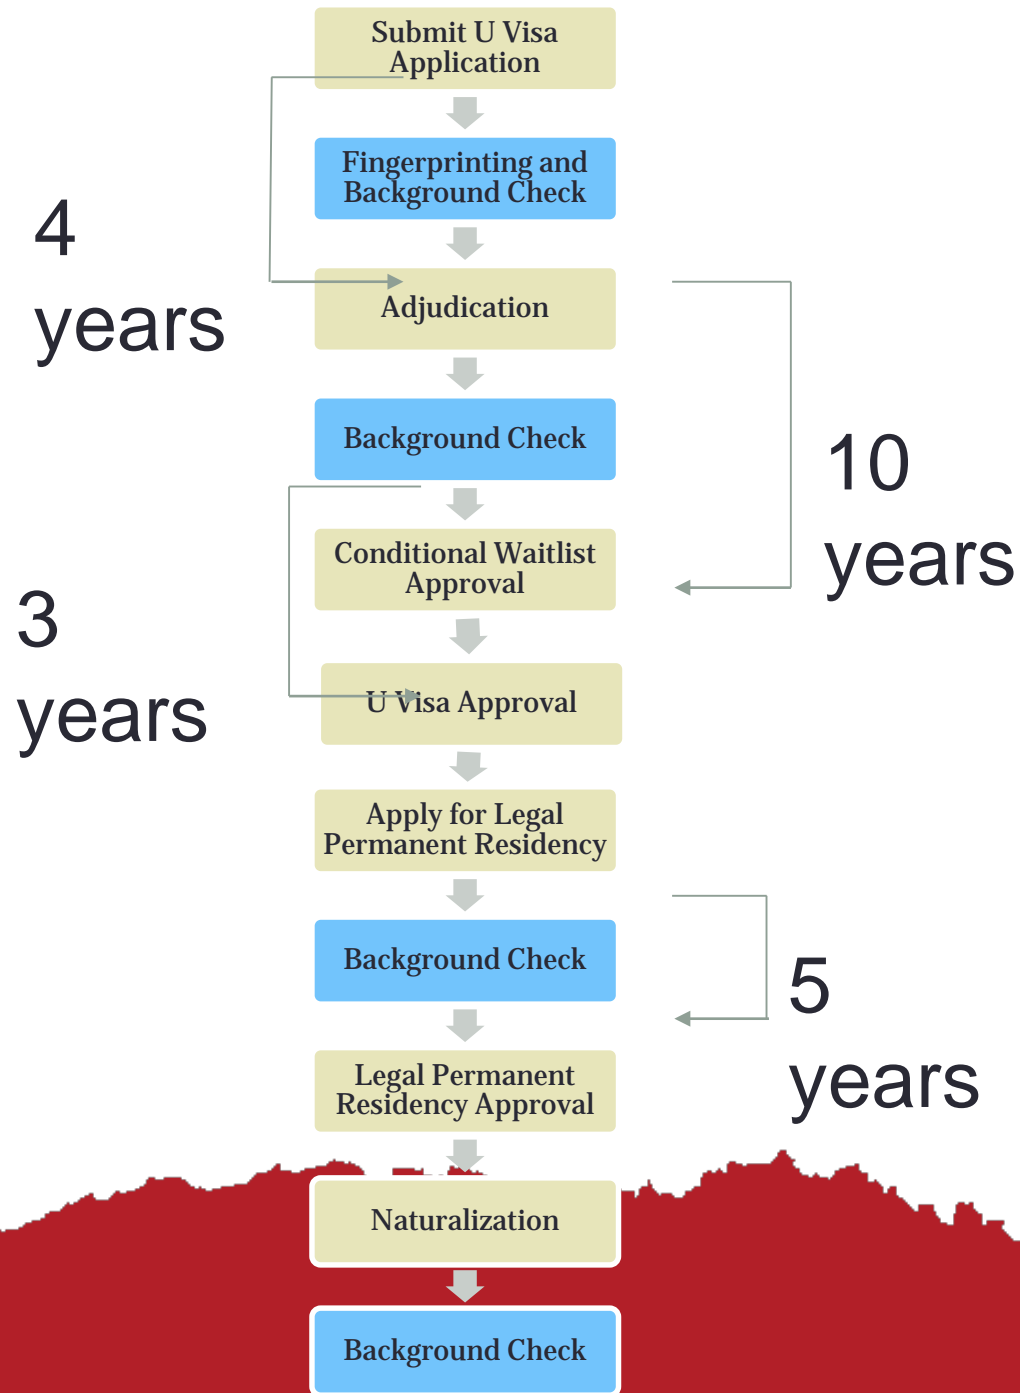 Submit U Visa
Application
Fingerprinting and
Background Check
4
years
Adjudication
Background Check
10
years
Conditional Waitlist
Approval
3
years
U Visa Approval
Apply for Legal
Permanent Residency
Background Check
5
years
Legal Permanent
Residency Approval
Naturalization
Background Check